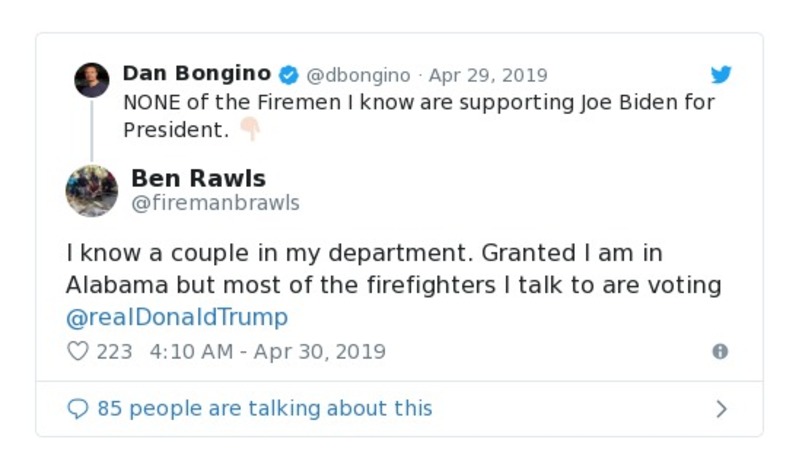 Dan Bongino @dbongino · Apr 29, 2019
NONE of the Firemen I know are supporting Joe Biden for
President. 👇🏻
Ben Rawls
@firemanbrawls
I know a couple in my department. Granted I am in
Alabama but most of the firefighters I talk to are voting
@realDonaldTrump
223 4:10 AM - Apr 30, 2019
85 people are talking about this